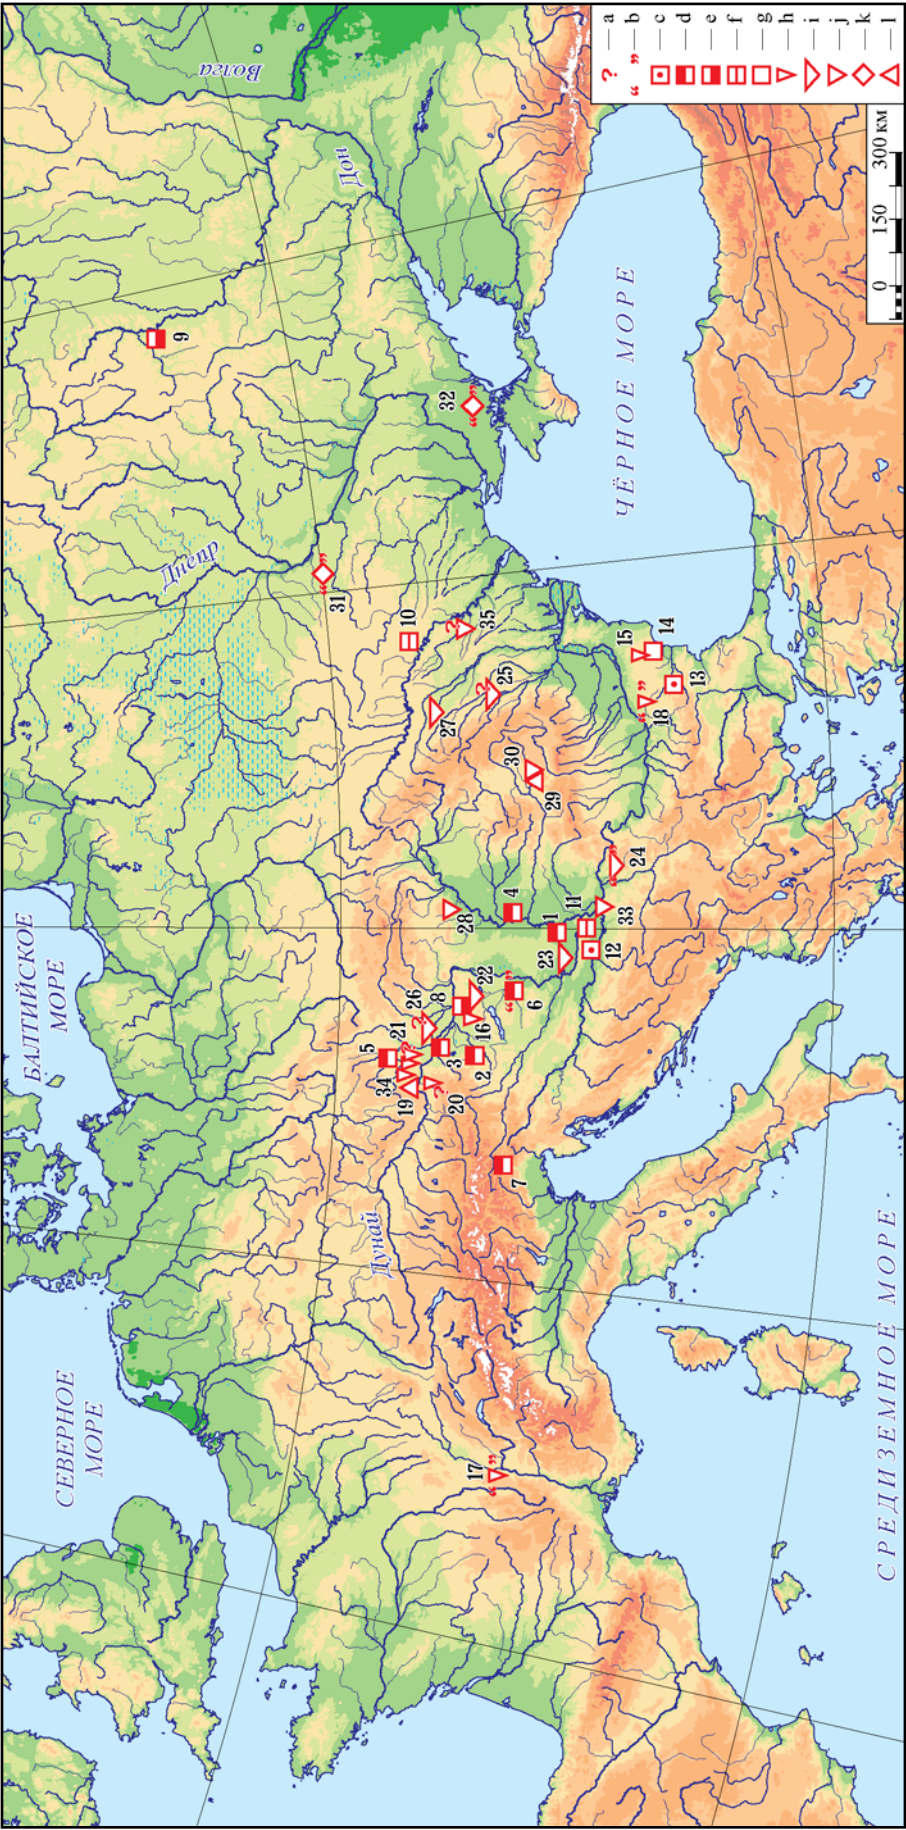 СЕВЕРНОЕ
МОРЕ
БАЛТИЙСКОЕ
МОРЕ
Волга
Дон
Днепр
Дунай
ЧЁРНОЕ МОРЕ
СРЕДИЗЕМНОЕ МОРЕ
1
2
3
4
5
6
7
8
9
10
11
12
13
14
15
16
17
18
19
20
21
22
23
24
25
26
27
28
29
30
31
32
33
34
35
? — a
“ ” — b
— c
— d
— e
— f
— g
— h
— i
— j
— k
— l
0 150 300 км